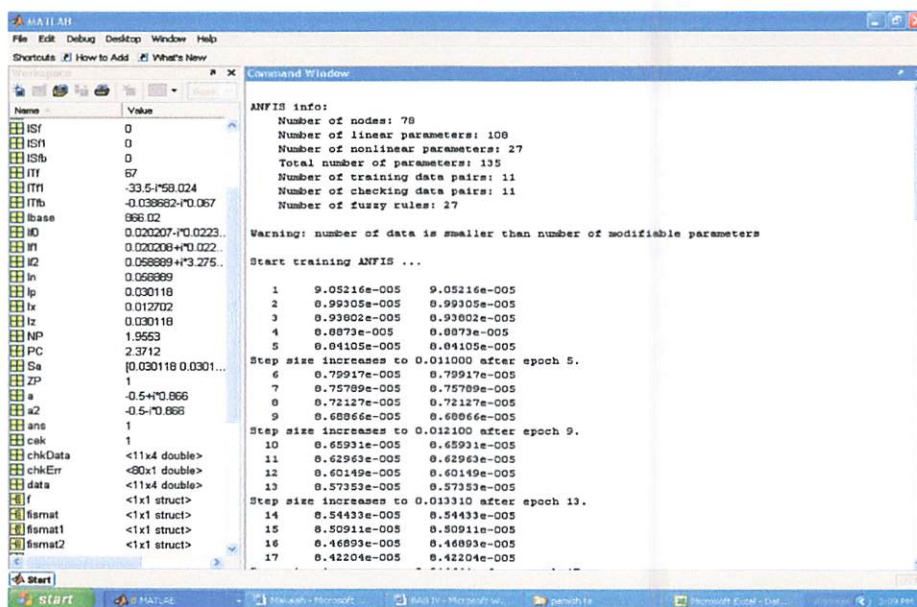 MATLAB
File Edit Debug Desktop Window Help
Shortcuts How to Add What's New
Workspace
Name Value
ISf 0
ISf1 0
ISfb 0
ITf 67
ITf1 -33.5-i*58.024
ITfb -0.038682-i*0.067
Ibase 866.02
If0 0.020207-i*0.0223..
If1 0.020208+i*0.022..
If2 0.058889+i*3.275..
In 0.058889
Ip 0.030118
Ix 0.012702
Iz 0.030118
NP 1.9553
PC 2.3712
Sa [0.030118 0.0301...
ZP 1
a -0.5+i*0.866
a2 -0.5-i*0.866
ans 1
cek 1
chkData <11x4 double>
chkErr <80x1 double>
data <11x4 double>
f <1x1 struct>
fismat <1x1 struct>
fismat1 <1x1 struct>
fismat2 <1x1 struct>
Command Window
ANFIS info:
Number of nodes: 78
Number of linear parameters: 108
Number of nonlinear parameters: 27
Total number of parameters: 135
Number of training data pairs: 11
Number of checking data pairs: 11
Number of fuzzy rules: 27
Warning: number of data is smaller than number of modifiable parameters
Start training ANFIS ...
1 9.05216e-005 9.05216e-005
2 8.99305e-005 8.99305e-005
3 8.93802e-005 8.93802e-005
4 8.8873e-005 8.8873e-005
5 8.84105e-005 8.84105e-005
Step size increases to 0.011000 after epoch 5.
6 8.79917e-005 8.79917e-005
7 8.75789e-005 8.75789e-005
8 8.72127e-005 8.72127e-005
9 8.68866e-005 8.68866e-005
Step size increases to 0.012100 after epoch 9.
10 8.65931e-005 8.65931e-005
11 8.62963e-005 8.62963e-005
12 8.60149e-005 8.60149e-005
13 8.57353e-005 8.57353e-005
Step size increases to 0.013310 after epoch 13.
14 8.54433e-005 8.54433e-005
15 8.50911e-005 8.50911e-005
16 8.46893e-005 8.46893e-005
17 8.42204e-005 8.42204e-005
Start
start MATLAB Makalah - Microsoft ... BAB IV - Microsoft W... Microsoft Excel - Dat... 3:09 PM